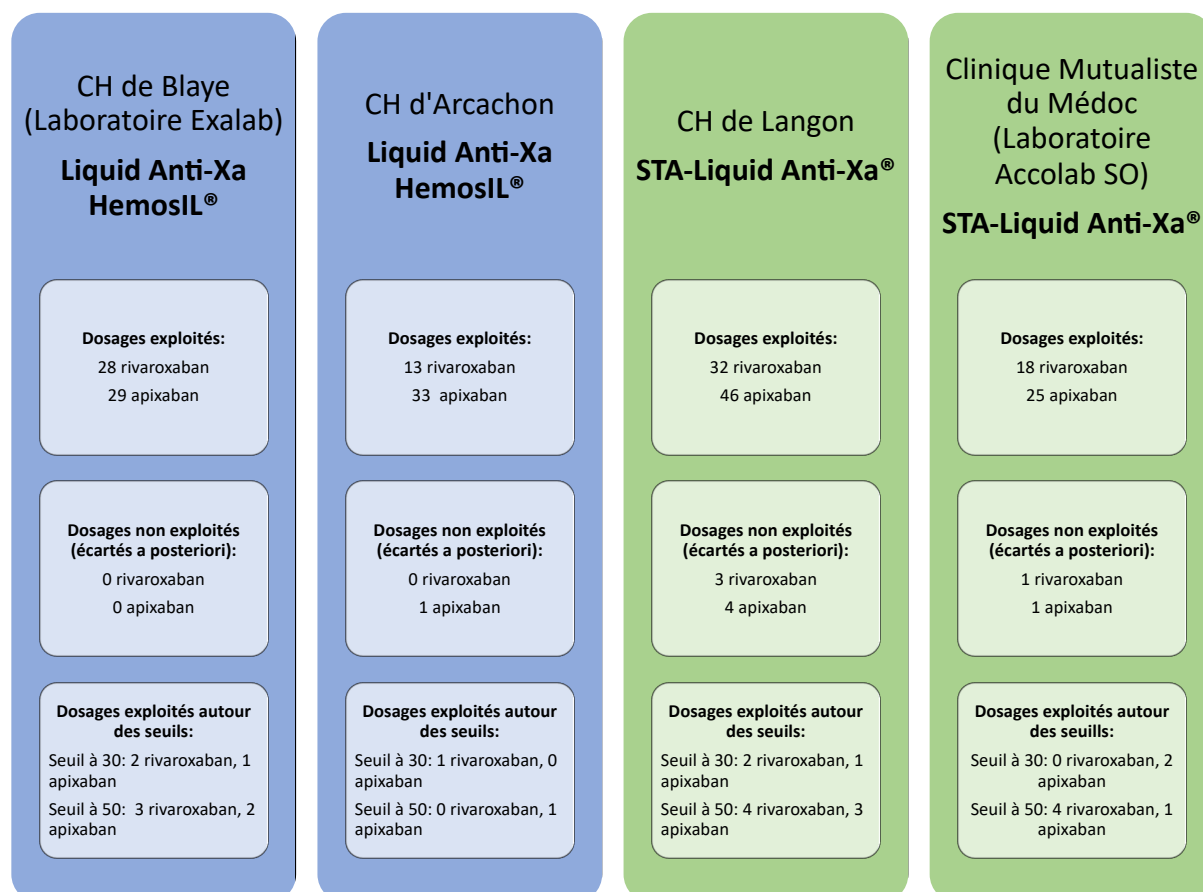 CH de Blaye
(Laboratoire Exalab)
Liquid Anti-Xa
HemosIL®
Dosages exploités:
28 rivaroxaban
29 apixaban
Dosages non exploités
(écartés a posteriori):
0 rivaroxaban
0 apixaban
Dosages exploités autour
des seuils:
Seuil à 30: 2 rivaroxaban, 1
apixaban
Seuil à 50:  3 rivaroxaban, 2
apixaban
CH d'Arcachon
Liquid Anti-Xa
HemosIL®
Dosages exploités:
13 rivaroxaban
33  apixaban
Dosages non exploités
(écartés a posteriori):
0 rivaroxaban
1 apixaban
Dosages exploités autour
des seuils:
Seuil à 30: 1 rivaroxaban, 0
apixaban
Seuil à 50: 0 rivaroxaban, 1
apixaban
CH de Langon
STA-Liquid Anti-Xa®
Dosages exploités:
32 rivaroxaban
46 apixaban
Dosages non exploités
(écartés a posteriori):
3 rivaroxaban
4 apixaban
Dosages exploités autour
des seuils:
Seuil à 30: 2 rivaroxaban, 1
apixaban
Seuil à 50: 4 rivaroxaban, 3
apixaban
Clinique Mutualiste
du Médoc
(Laboratoire
Accolab SO)
STA-Liquid Anti-Xa®
Dosages exploités:
18 rivaroxaban
25 apixaban
Dosages non exploités
(écartés a posteriori):
1 rivaroxaban
1 apixaban
Dosages exploités autour
des seuills:
Seuil à 30: 0 rivaroxaban, 2
apixaban
Seuil à 50: 4 rivaroxaban, 1
apixaban